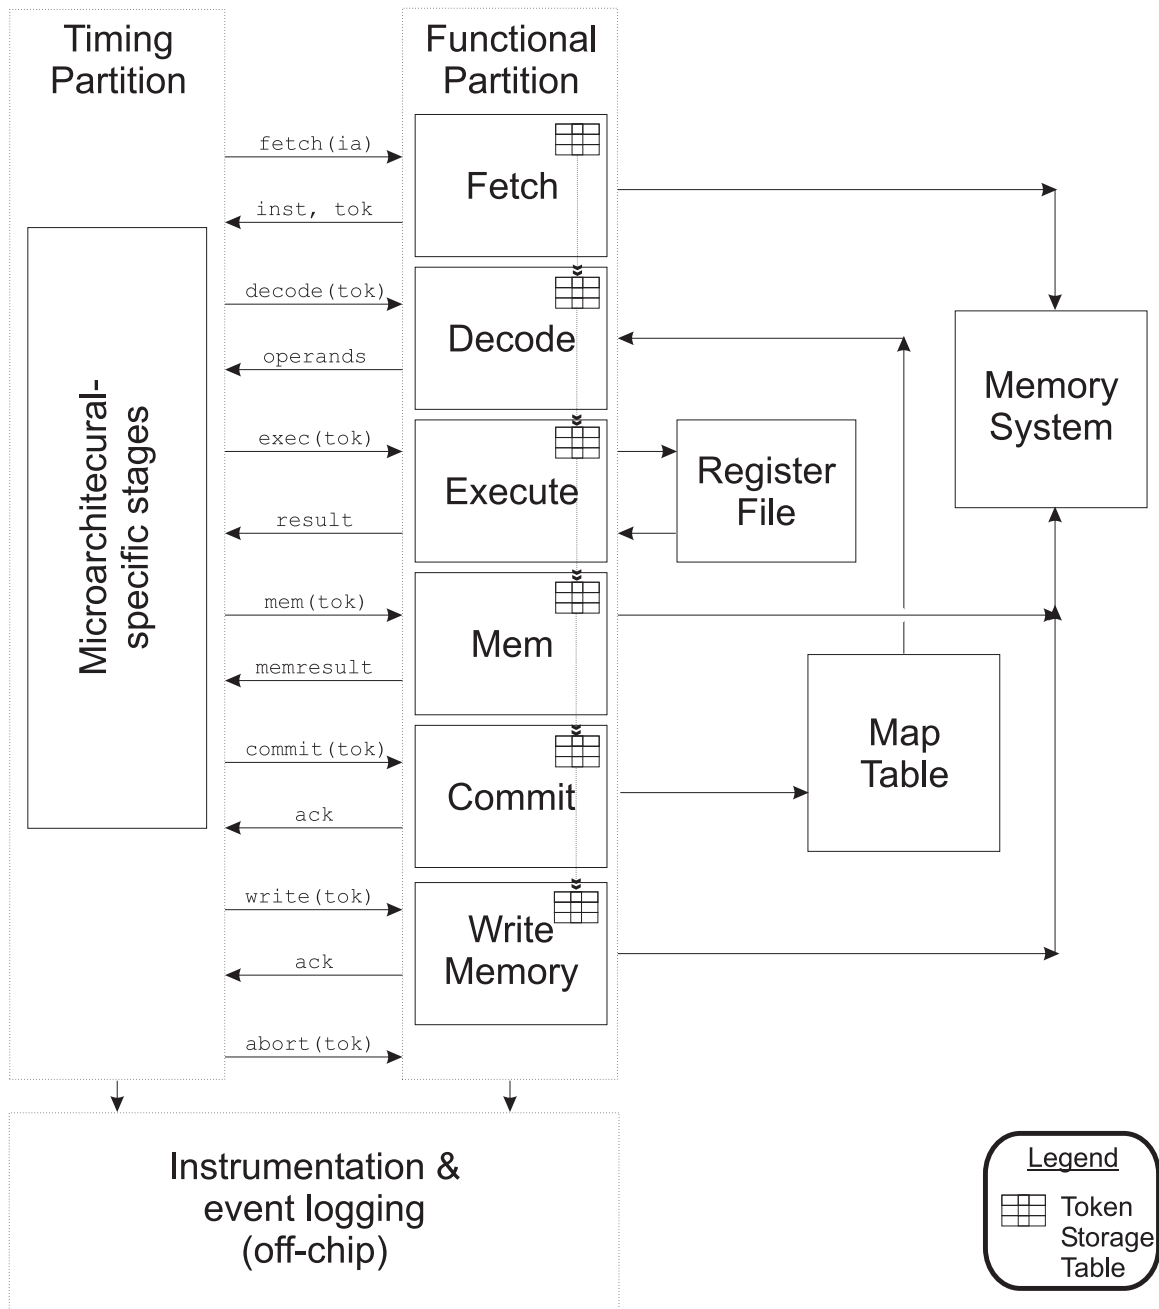 Timing
Partition
Functional
Partition
fetch(ia)
Fetch
inst, tok
decode(tok)
Decode
operands
Memory
System
exec(tok)
Execute
Register
File
result
Microarchitecural-
specific stages
mem(tok)
Mem
memresult
Map
Table
commit(tok)
Commit
ack
write(tok)
Write
Memory
ack
abort(tok)
Instrumentation &
event logging
(off-chip)
Legend
Token
Storage
Table